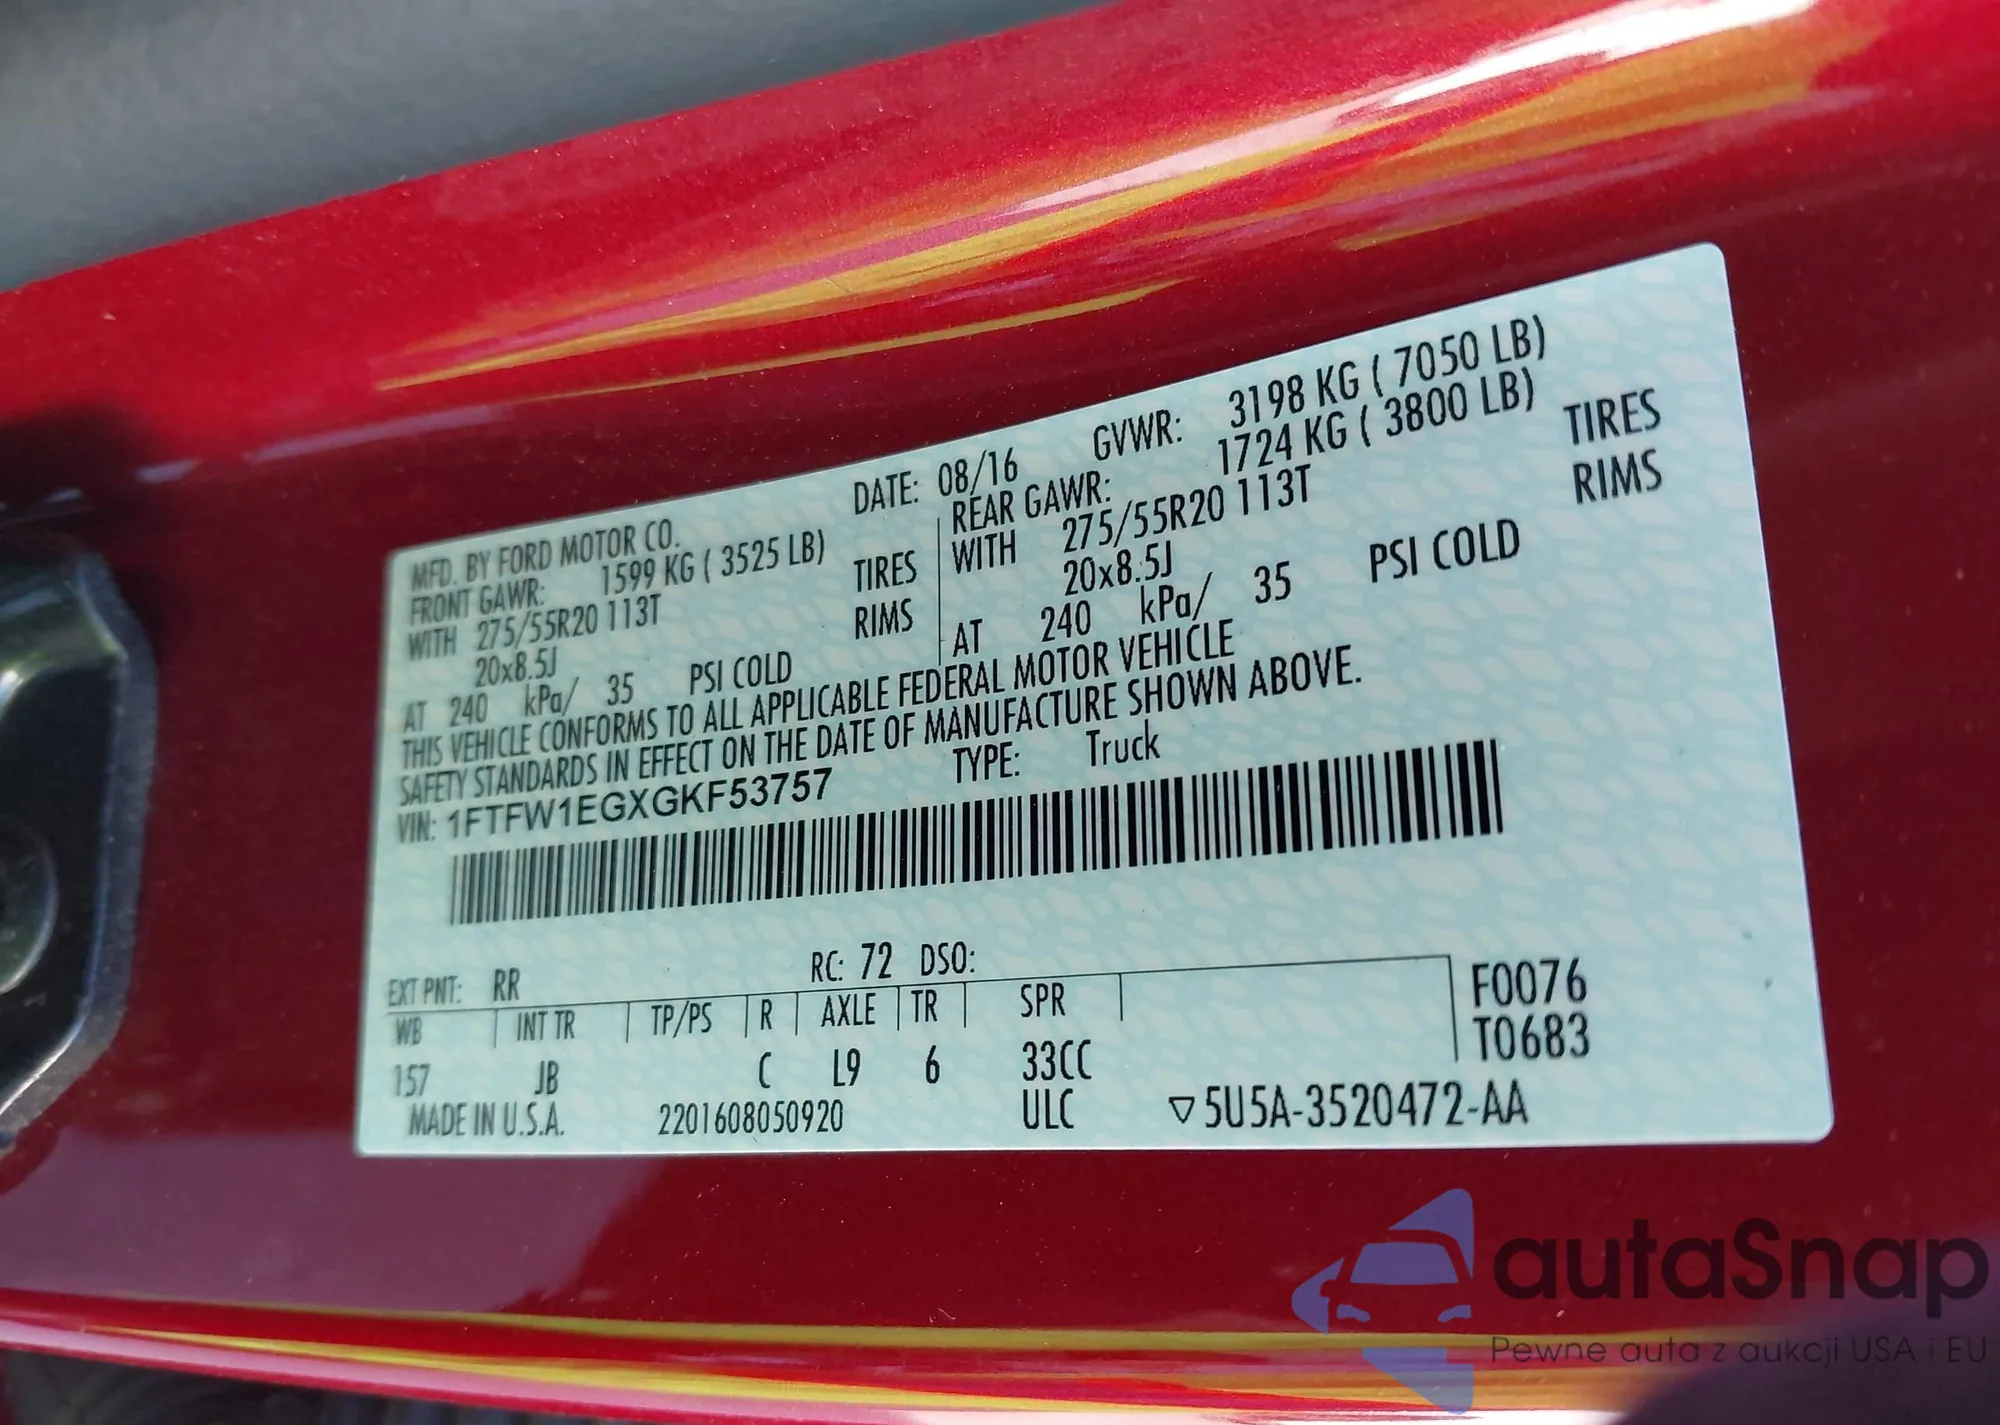 MFD. BY FORD MOTOR CO. DATE: 08/16 GVWR: 3198 KG ( 7050 LB)
FRONT GAWR: 1599 KG ( 3525 LB) REAR GAWR: 1724 KG ( 3800 LB)
WITH 275/55R20 113T TIRES WITH 275/55R20 113T TIRES
20x8.5J RIMS 20x8.5J RIMS
AT 240 kPa/ 35 PSI COLD AT 240 kPa/ 35 PSI COLD
THIS VEHICLE CONFORMS TO ALL APPLICABLE FEDERAL MOTOR VEHICLE
SAFETY STANDARDS IN EFFECT ON THE DATE OF MANUFACTURE SHOWN ABOVE.
VIN: 1FTFW1EGXGKF53757 TYPE: Truck
EXT PNT: RR RC: 72 DSO:
WB INT TR TP/PS R AXLE TR SPR F0076
T0683
157 JB C L9 6 33CC
MADE IN U.S.A. 2201608050920 ULC ▽5U5A-3520472-AA
autaSnap
Pewne auta z aukcji USA i EU